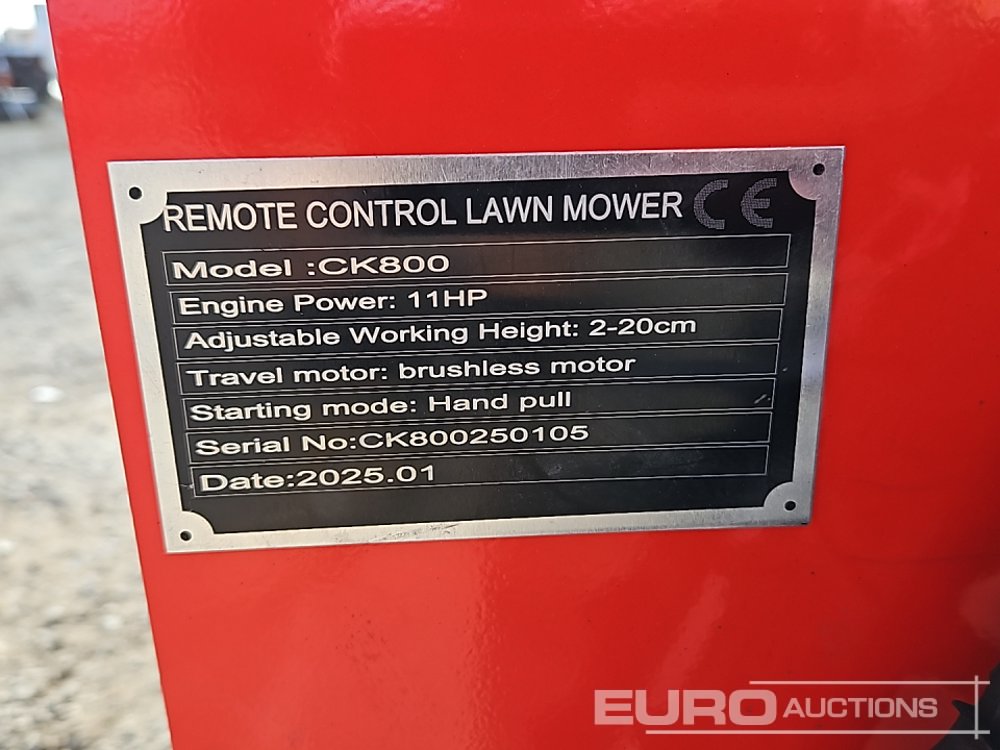 REMOTE CONTROL LAWN MOWER CE
Model :CK800
Engine Power: 11HP
Adjustable Working Height: 2-20cm
Travel motor: brushless motor
Starting mode: Hand pull
Serial No:CK800250105
Date:2025.01
EURO AUCTIONS